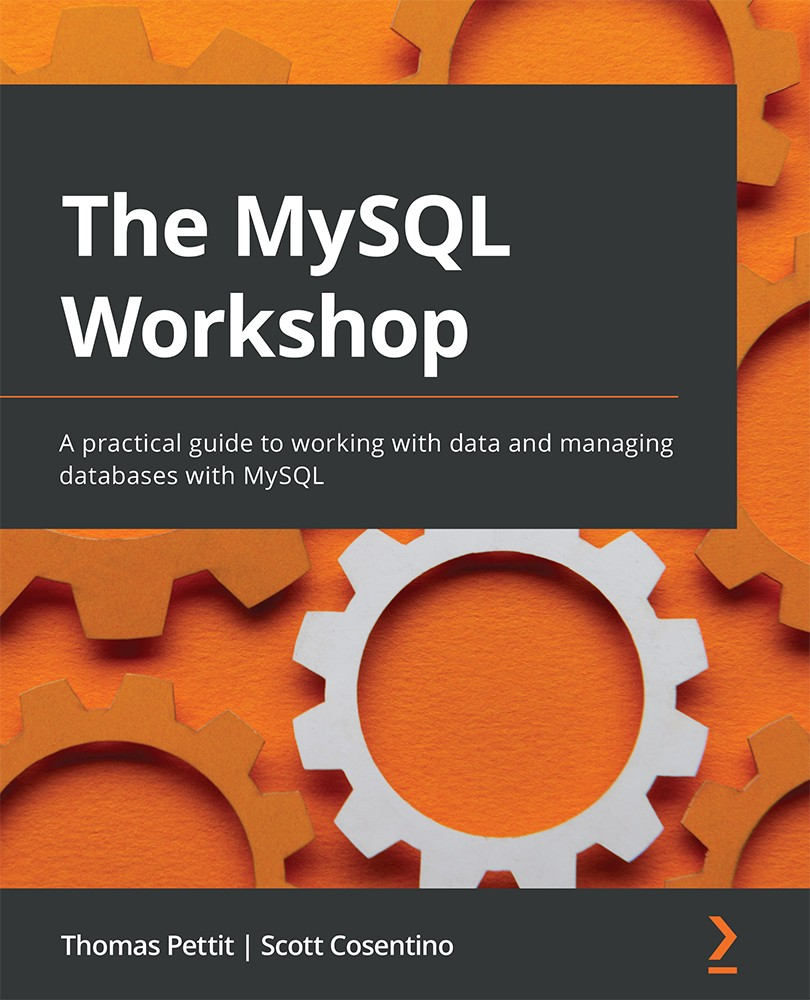 The MySQL
Workshop
A practical guide to working with data and managing
databases with MySQL
Thomas Pettit | Scott Cosentino